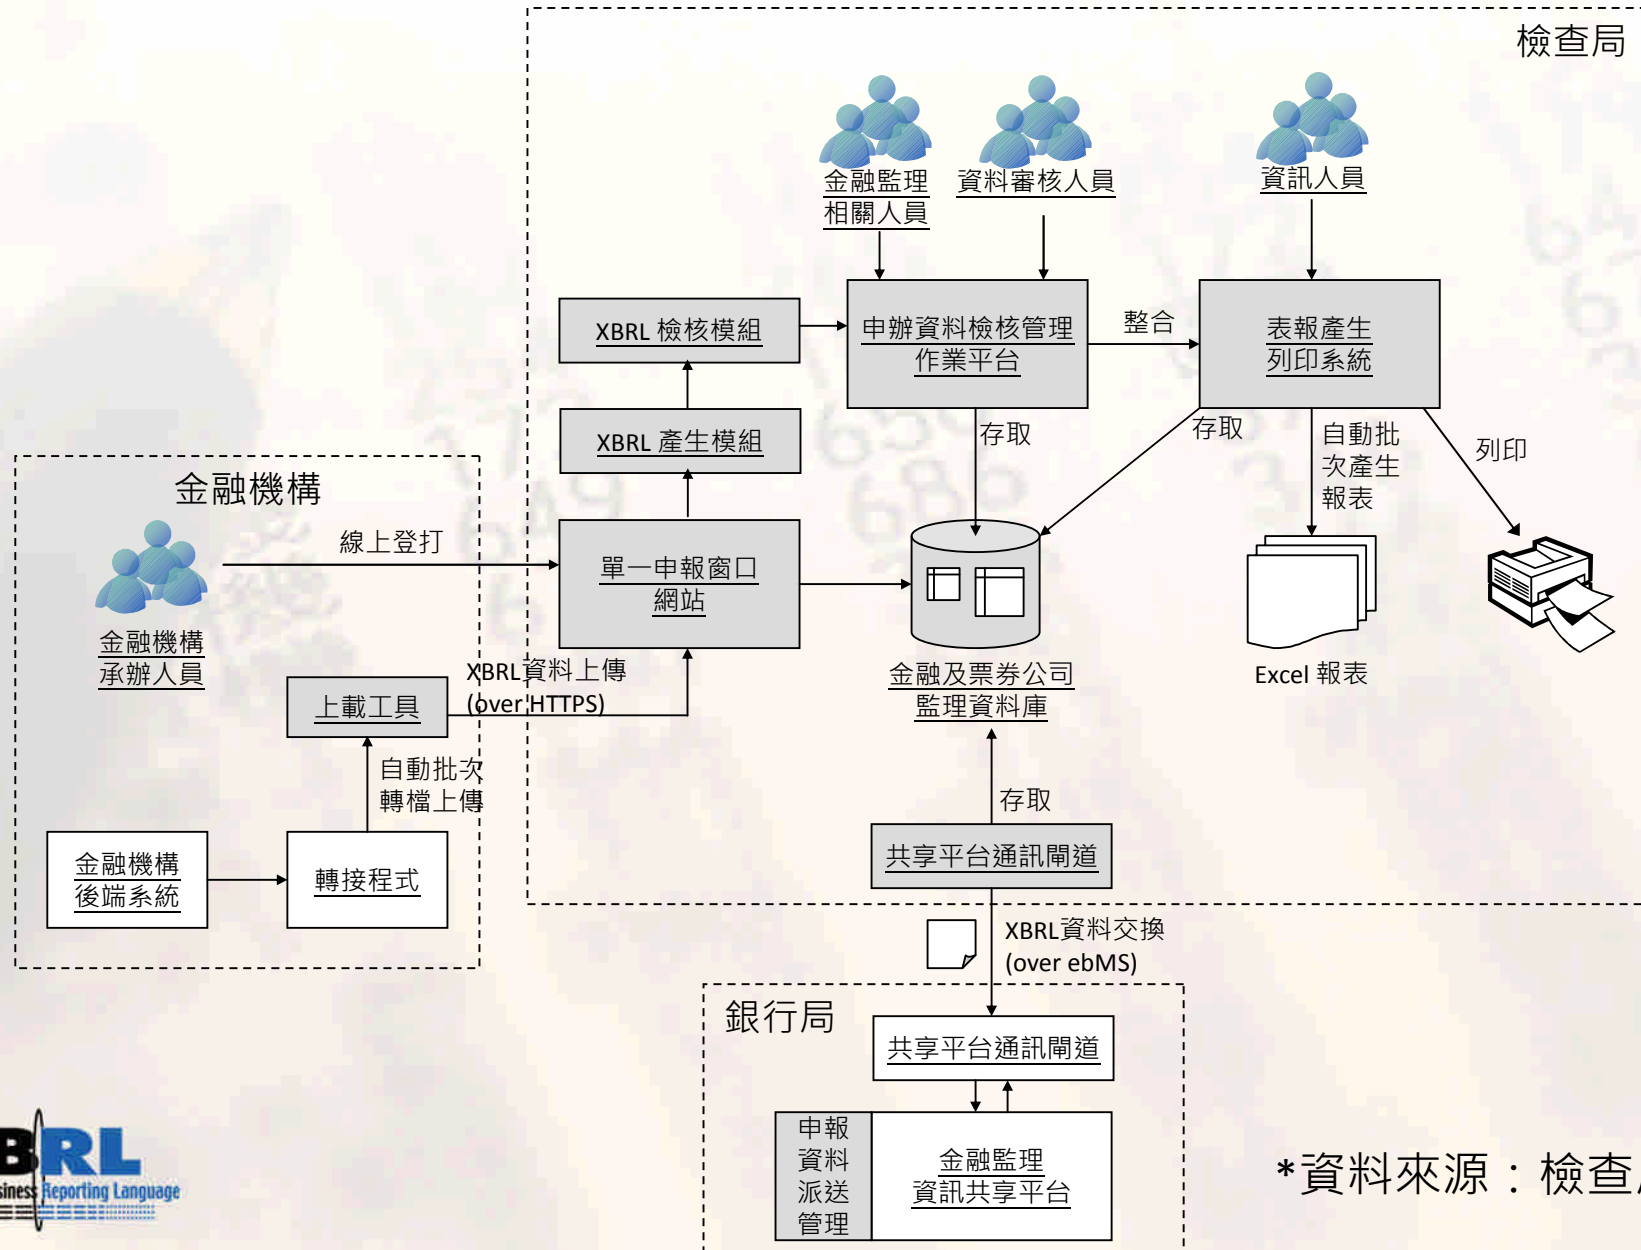 檢查局
金融監理
相關人員
資料審核人員
資訊人員
XBRL 檢核模組
申辦資料檢核管理
作業平台
整合
表報產生
列印系統
XBRL 產生模組
存取
存取
自動批
次產生
報表
列印
金融機構
線上登打
單一申報窗口
網站
金融機構
承辦人員
XBRL資料上傳
(over HTTPS)
上載工具
金融及票券公司
監理資料庫
Excel 報表
自動批次
轉檔上傳
存取
金融機構
後端系統
轉接程式
共享平台通訊閘道
XBRL資料交換
(over ebMS)
銀行局
共享平台通訊閘道
申報
資料
派送
管理
金融監理
資訊共享平台
BRL
siness Reporting Language
*資料來源：檢查